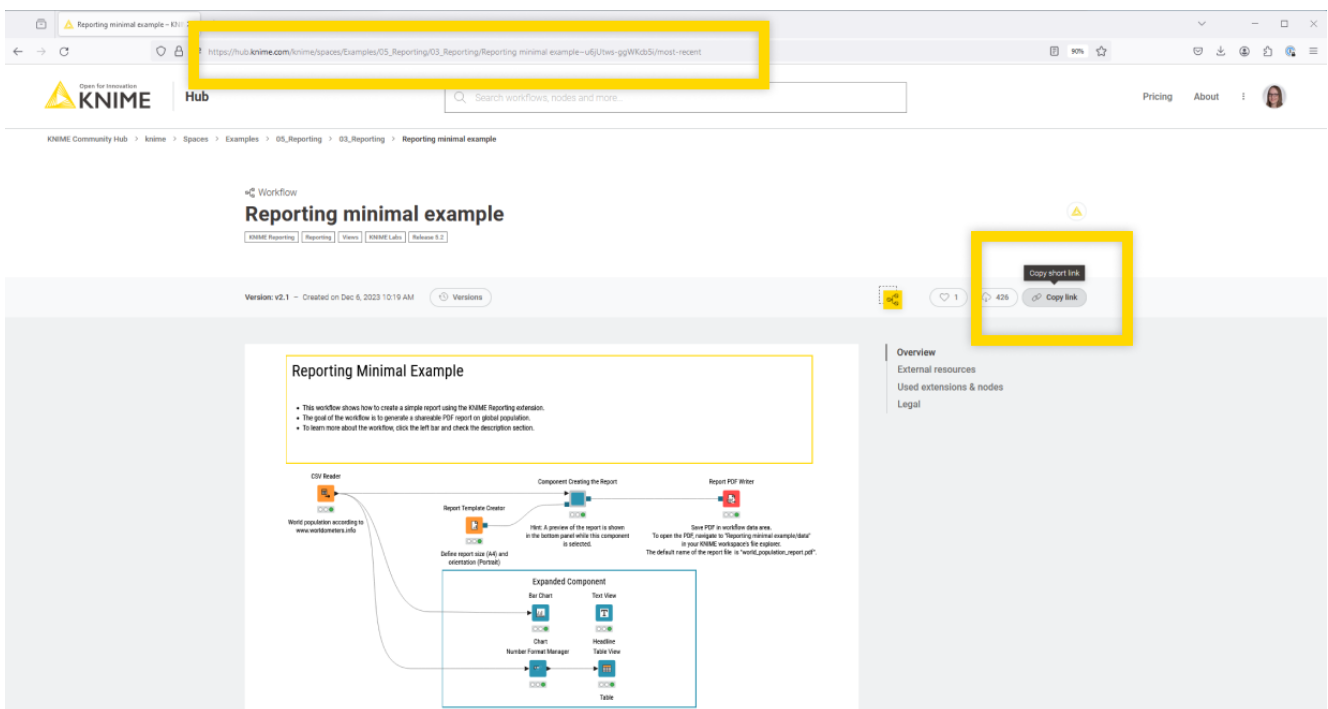 Reporting minimal example – KNI
https://hub.knime.com/knime/spaces/Examples/05_Reporting/03_Reporting/Reporting minimal example~u6jUtws-ggWKcb5i/most-recent
90%
Open for Innovation
KNIME
Hub
Search workflows, nodes and more...
Pricing
About
KNIME Community Hub > knime > Spaces > Examples > 05_Reporting > 03_Reporting > Reporting minimal example
Workflow
Reporting minimal example
KNIME Reporting
Reporting
Views
KNIME Labs
Release 5.2
Copy short link
Version: v2.1 – Created on Dec 6, 2023 10:19 AM
Versions
1
426
Copy link
Overview
External resources
Used extensions & nodes
Legal
Reporting Minimal Example
• This workflow shows how to create a simple report using the KNIME Reporting extension.
• The goal of the workflow is to generate a shareable PDF report on global population.
• To learn more about the workflow, click the left bar and check the description section.
CSV Reader
World population according to
www.worldometers.info
Report Template Creator
Define report size (A4) and
orientation (Portrait)
Component Creating the Report
Hint: A preview of the report is shown
in the bottom panel while this component
is selected.
Report PDF Writer
Save PDF in workflow data area.
To open the PDF, navigate to "Reporting minimal example/data"
in your KNIME workspace's file explorer.
The default name of the report file is "world_population_report.pdf".
Expanded Component
Bar Chart
Text View
Chart
Headline
Number Format Manager
Table View
Table